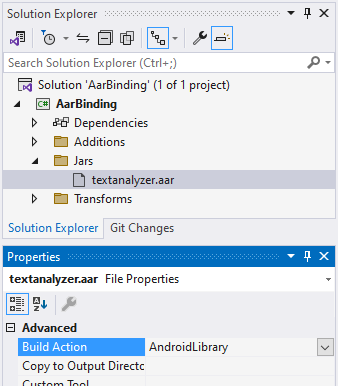 Solution Explorer
Search Solution Explorer (Ctrl+;)
Solution 'AarBinding' (1 of 1 project)
C# AarBinding
Dependencies
Additions
Jars
textanalyzer.aar
Transforms
Solution Explorer Git Changes
Properties
textanalyzer.aar File Properties
Advanced
Build Action AndroidLibrary
Copy to Output Directo
Custom Tool